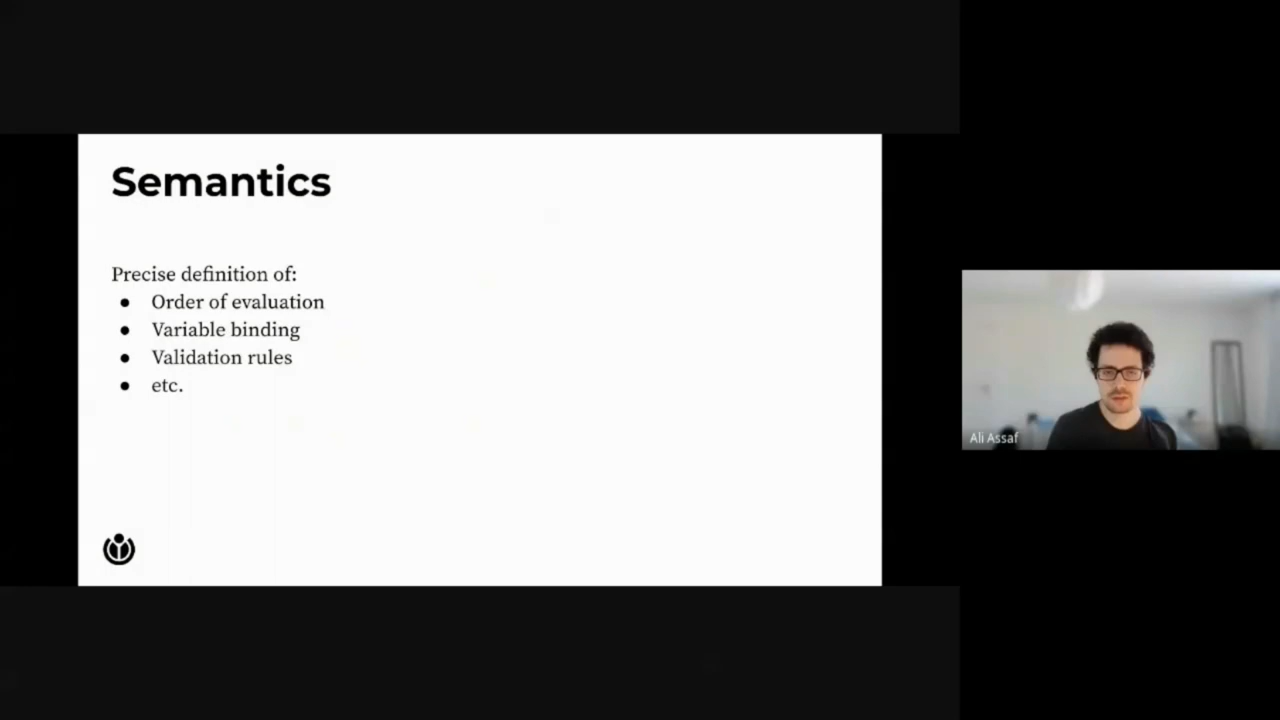 Semantics
Precise definition of:
● Order of evaluation
● Variable binding
● Validation rules
● etc.
Ali Assaf